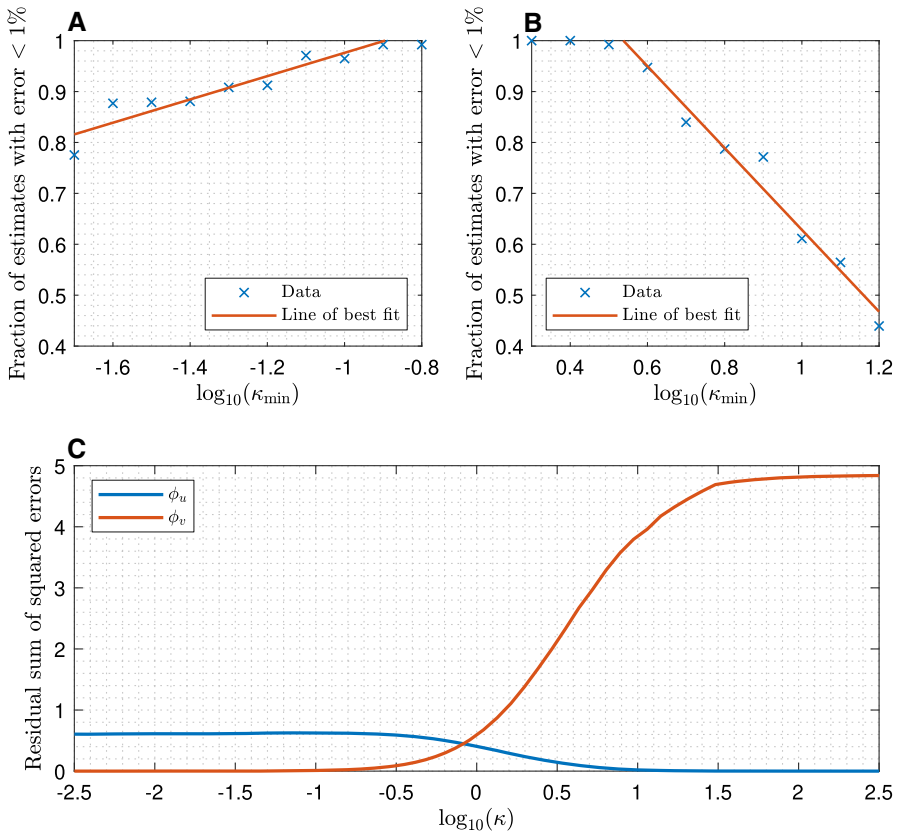 A
Fraction of estimates with error < 1%
1
0.9
0.8
0.7
0.6
0.5
0.4
-1.6
-1.4
-1.2
-1
-0.8
log10(κmin)
Data
Line of best fit
B
Fraction of estimates with error < 1%
1
0.9
0.8
0.7
0.6
0.5
0.4
0.4
0.6
0.8
1
1.2
log10(κmin)
Data
Line of best fit
C
Residual sum of squared errors
5
4
3
2
1
0
-2.5
-2
-1.5
-1
-0.5
0
0.5
1
1.5
2
2.5
log10(κ)
ϕu
ϕv